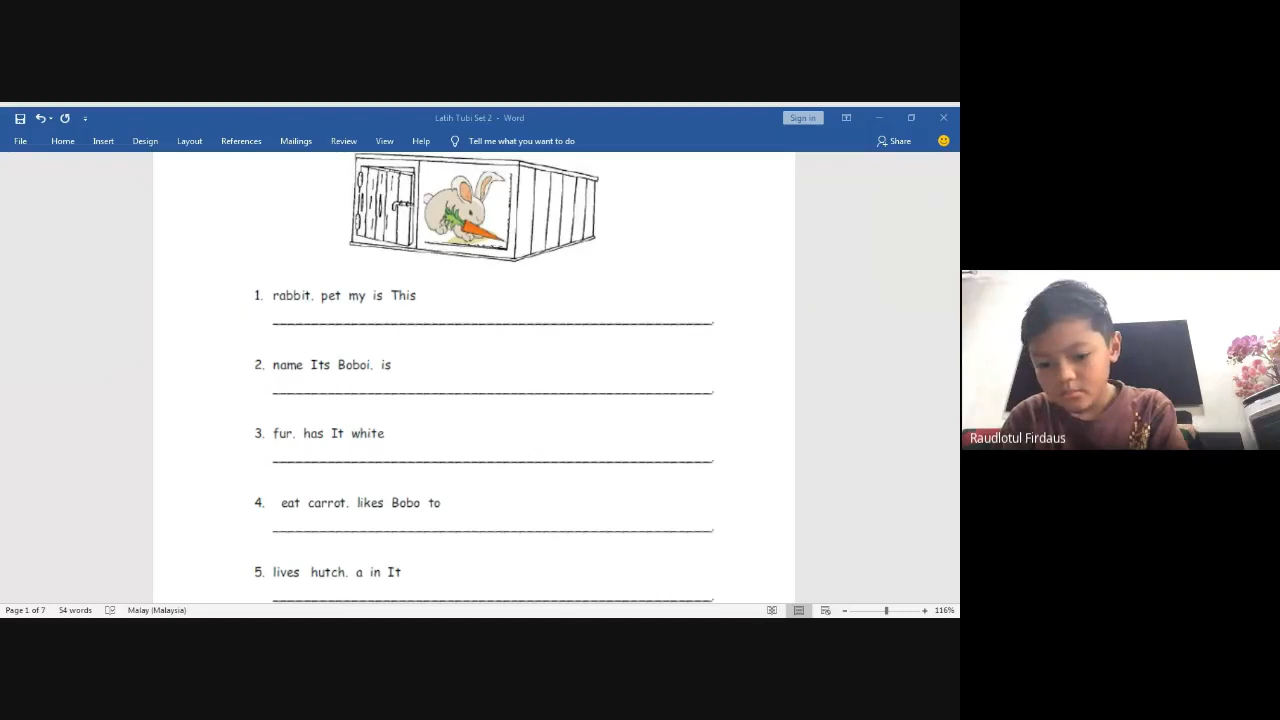 Latih Tubi Set 2 - Word
Sign in
File Home Insert Design Layout References Mailings Review View Help Tell me what you want to do Share
1. rabbit. pet my is This
2. name Its Boboi. is
3. fur. has It white
4. eat carrot. likes Bobo to
5. lives hutch. a in It
Raudlotul Firdaus
Page 1 of 7 54 words Malay (Malaysia) 116%